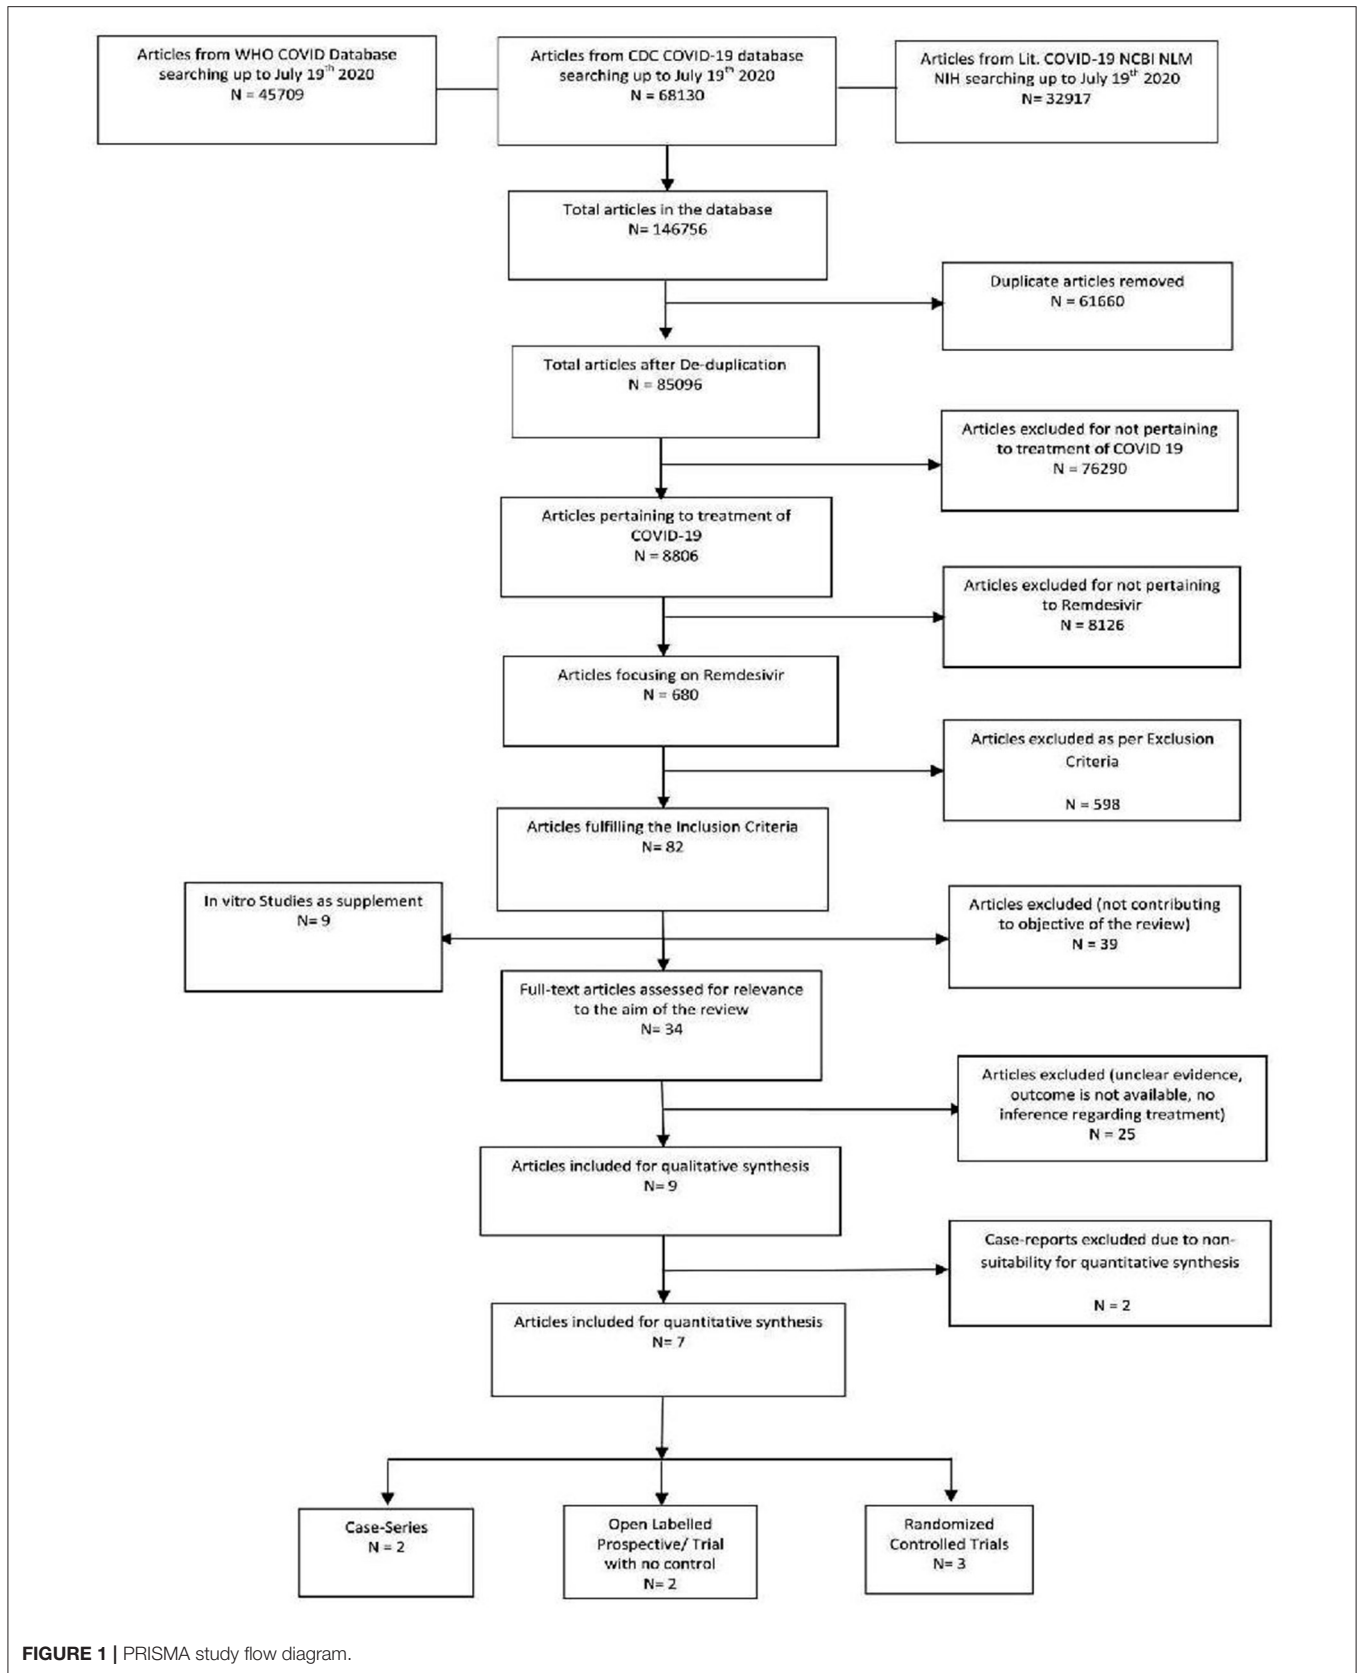 Articles from WHO COVID Database
searching up to July 19th 2020
N = 45709
Articles from CDC COVID-19 database
searching up to July 19th 2020
N = 68130
Articles from Lit. COVID-19 NCBI NLM
NIH searching up to July 19th 2020
N= 32917
Total articles in the database
N= 146756
Duplicate articles removed
N = 61660
Total articles after De-duplication
N = 85096
Articles excluded for not pertaining
to treatment of COVID 19
N = 76290
Articles pertaining to treatment of
COVID-19
N = 8806
Articles excluded for not pertaining
to Remdesivir
N = 8126
Articles focusing on Remdesivir
N = 680
Articles excluded as per Exclusion
Criteria
N = 598
Articles fulfilling the Inclusion Criteria
N= 82
In vitro Studies as supplement
N= 9
Articles excluded (not contributing
to objective of the review)
N = 39
Full-text articles assessed for relevance
to the aim of the review
N= 34
Articles excluded (unclear evidence,
outcome is not available, no
inference regarding treatment)
N = 25
Articles included for qualitative synthesis
N= 9
Case-reports excluded due to non-
suitability for quantitative synthesis
N = 2
Articles included for quantitative synthesis
N= 7
Case-Series
N = 2
Open Labelled
Prospective/ Trial
with no control
N= 2
Randomized
Controlled Trials
N= 3
FIGURE 1 | PRISMA study flow diagram.